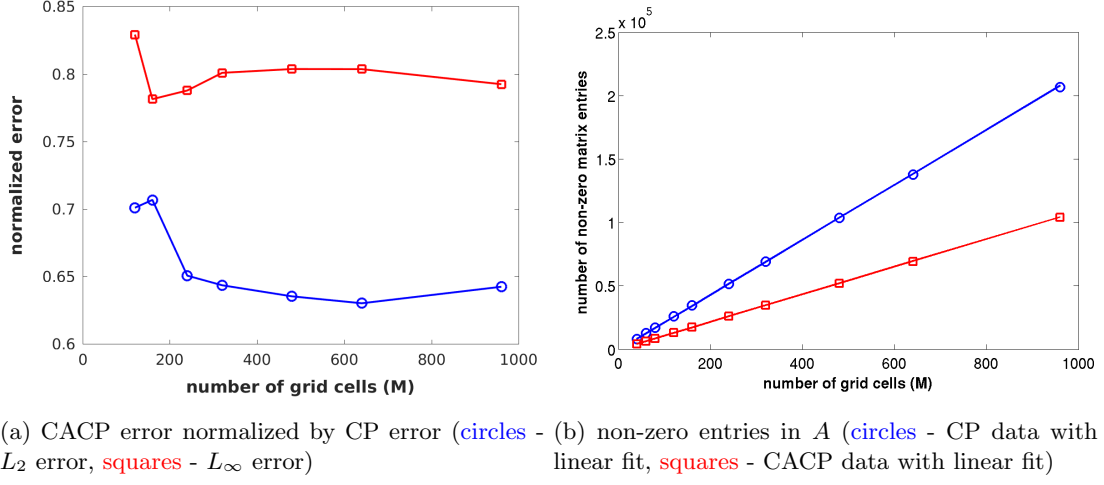 0.85
0.8
0.75
0.7
0.65
0.6
normalized error
0
200
400
600
800
1000
number of grid cells (M)
x 10^5
2.5
2
1.5
1
0.5
0
number of non-zero matrix entries
0
200
400
600
800
1000
number of grid cells (M)
(a) CACP error normalized by CP error (circles -
L_2 error, squares - L_∞ error)
(b) non-zero entries in A (circles - CP data with
linear fit, squares - CACP data with linear fit)